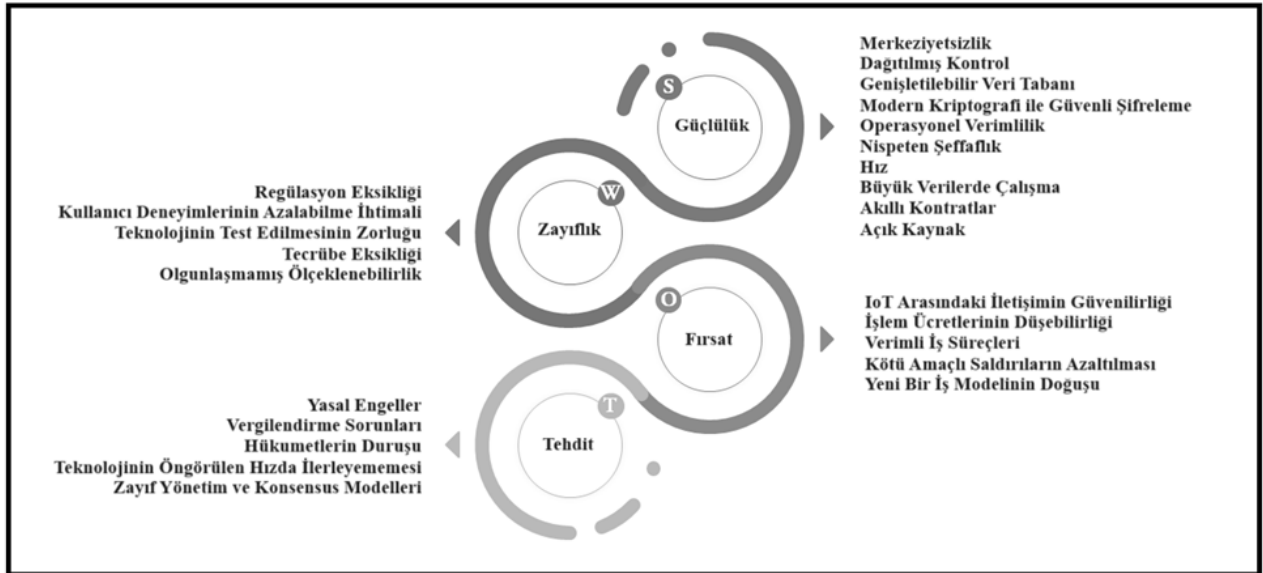 S
Güçlülük
Merkeziyetsizlik
Dağıtılmış Kontrol
Genişletilebilir Veri Tabanı
Modern Kriptografi ile Güvenli Şifreleme
Operasyonel Verimlilik
Nispeten Şeffaflık
Hız
Büyük Verilerde Çalışma
Akıllı Kontratlar
Açık Kaynak
W
Zayıflık
Regülasyon Eksikliği
Kullanıcı Deneyimlerinin Azalabilme İhtimali
Teknolojinin Test Edilmesinin Zorluğu
Tecrübe Eksikliği
Olgunlaşmamış Ölçeklenebilirlik
O
Fırsat
IoT Arasındaki İletişimin Güvenilirliği
İşlem Ücretlerinin Düşebilirliği
Verimli İş Süreçleri
Kötü Amaçlı Saldırıların Azaltılması
Yeni Bir İş Modelinin Doğuşu
T
Tehdit
Yasal Engeller
Vergilendirme Sorunları
Hükumetlerin Duruşu
Teknolojinin Öngörülen Hızda İlerleyememesi
Zayıf Yönetim ve Konsensus Modelleri